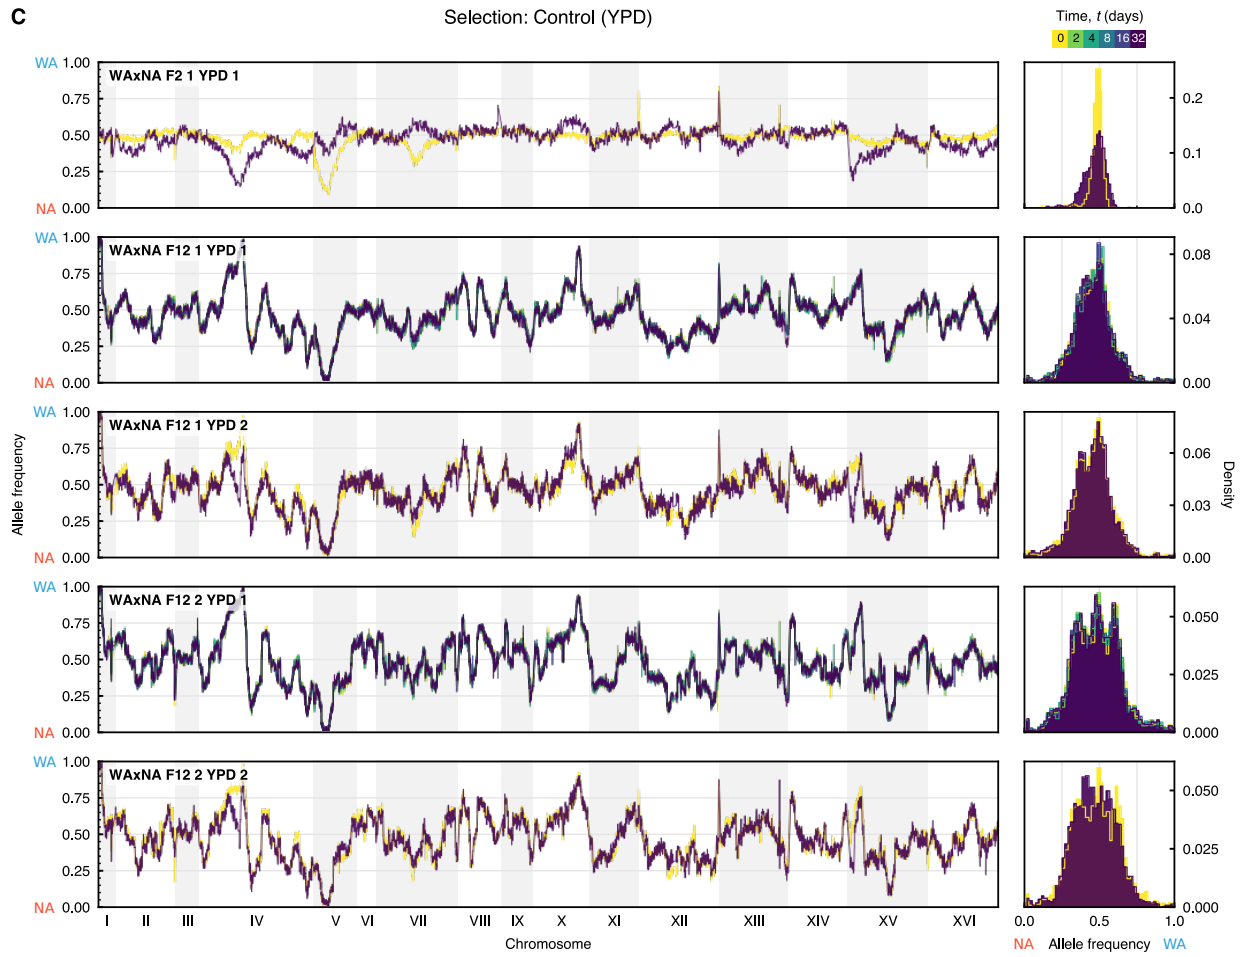 C
Selection: Control (YPD)
Time, t (days)
0 2 4 8 16 32
WA 1.00
WAxNA F2 1 YPD 1
0.75
0.50
0.25
NA 0.00
0.2
0.1
0.0
WA 1.00
WAxNA F12 1 YPD 1
0.75
0.50
0.25
NA 0.00
0.08
0.04
0.00
WA 1.00
WAxNA F12 1 YPD 2
0.75
0.50
0.25
NA 0.00
0.06
0.03
0.00
Allele frequency
Density
WA 1.00
WAxNA F12 2 YPD 1
0.75
0.50
0.25
NA 0.00
0.050
0.025
0.000
WA 1.00
WAxNA F12 2 YPD 2
0.75
0.50
0.25
NA 0.00
0.050
0.025
0.000
I II III IV V VI VII VIII IX X XI XII XIII XIV XV XVI
Chromosome
0.0 0.5 1.0
NA Allele frequency WA